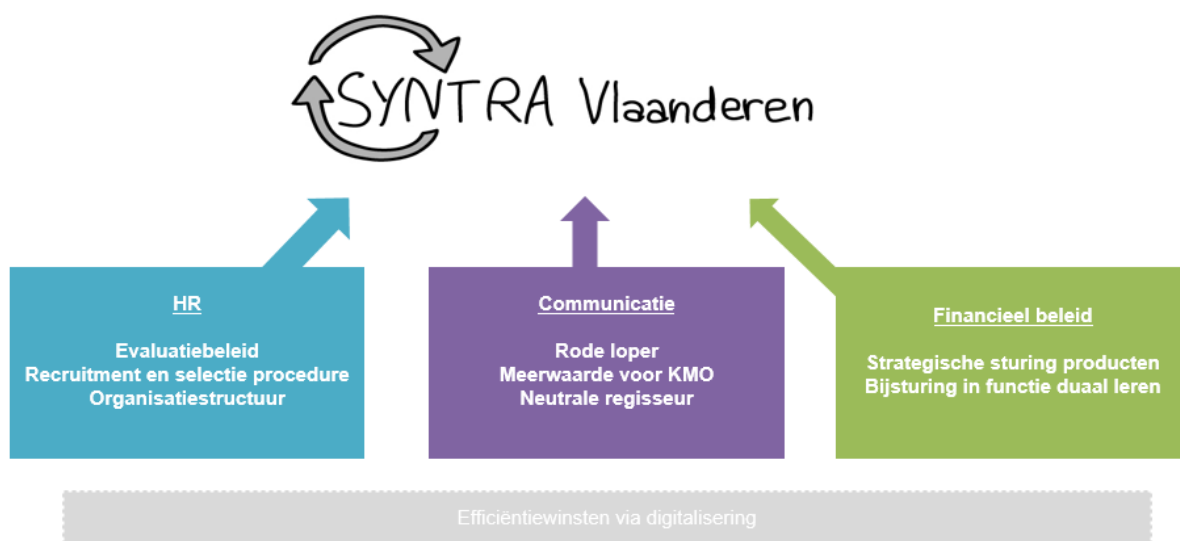 SYNTRA Vlaanderen
HR
Evaluatiebeleid
Recruitment en selectie procedure
Organisatiestructuur
Communicatie
Rode loper
Meerwaarde voor KMO
Neutrale regisseur
Financieel beleid
Strategische sturing producten
Bijsturing in functie duaal leren
Efficiëntiewinsten via digitalisering